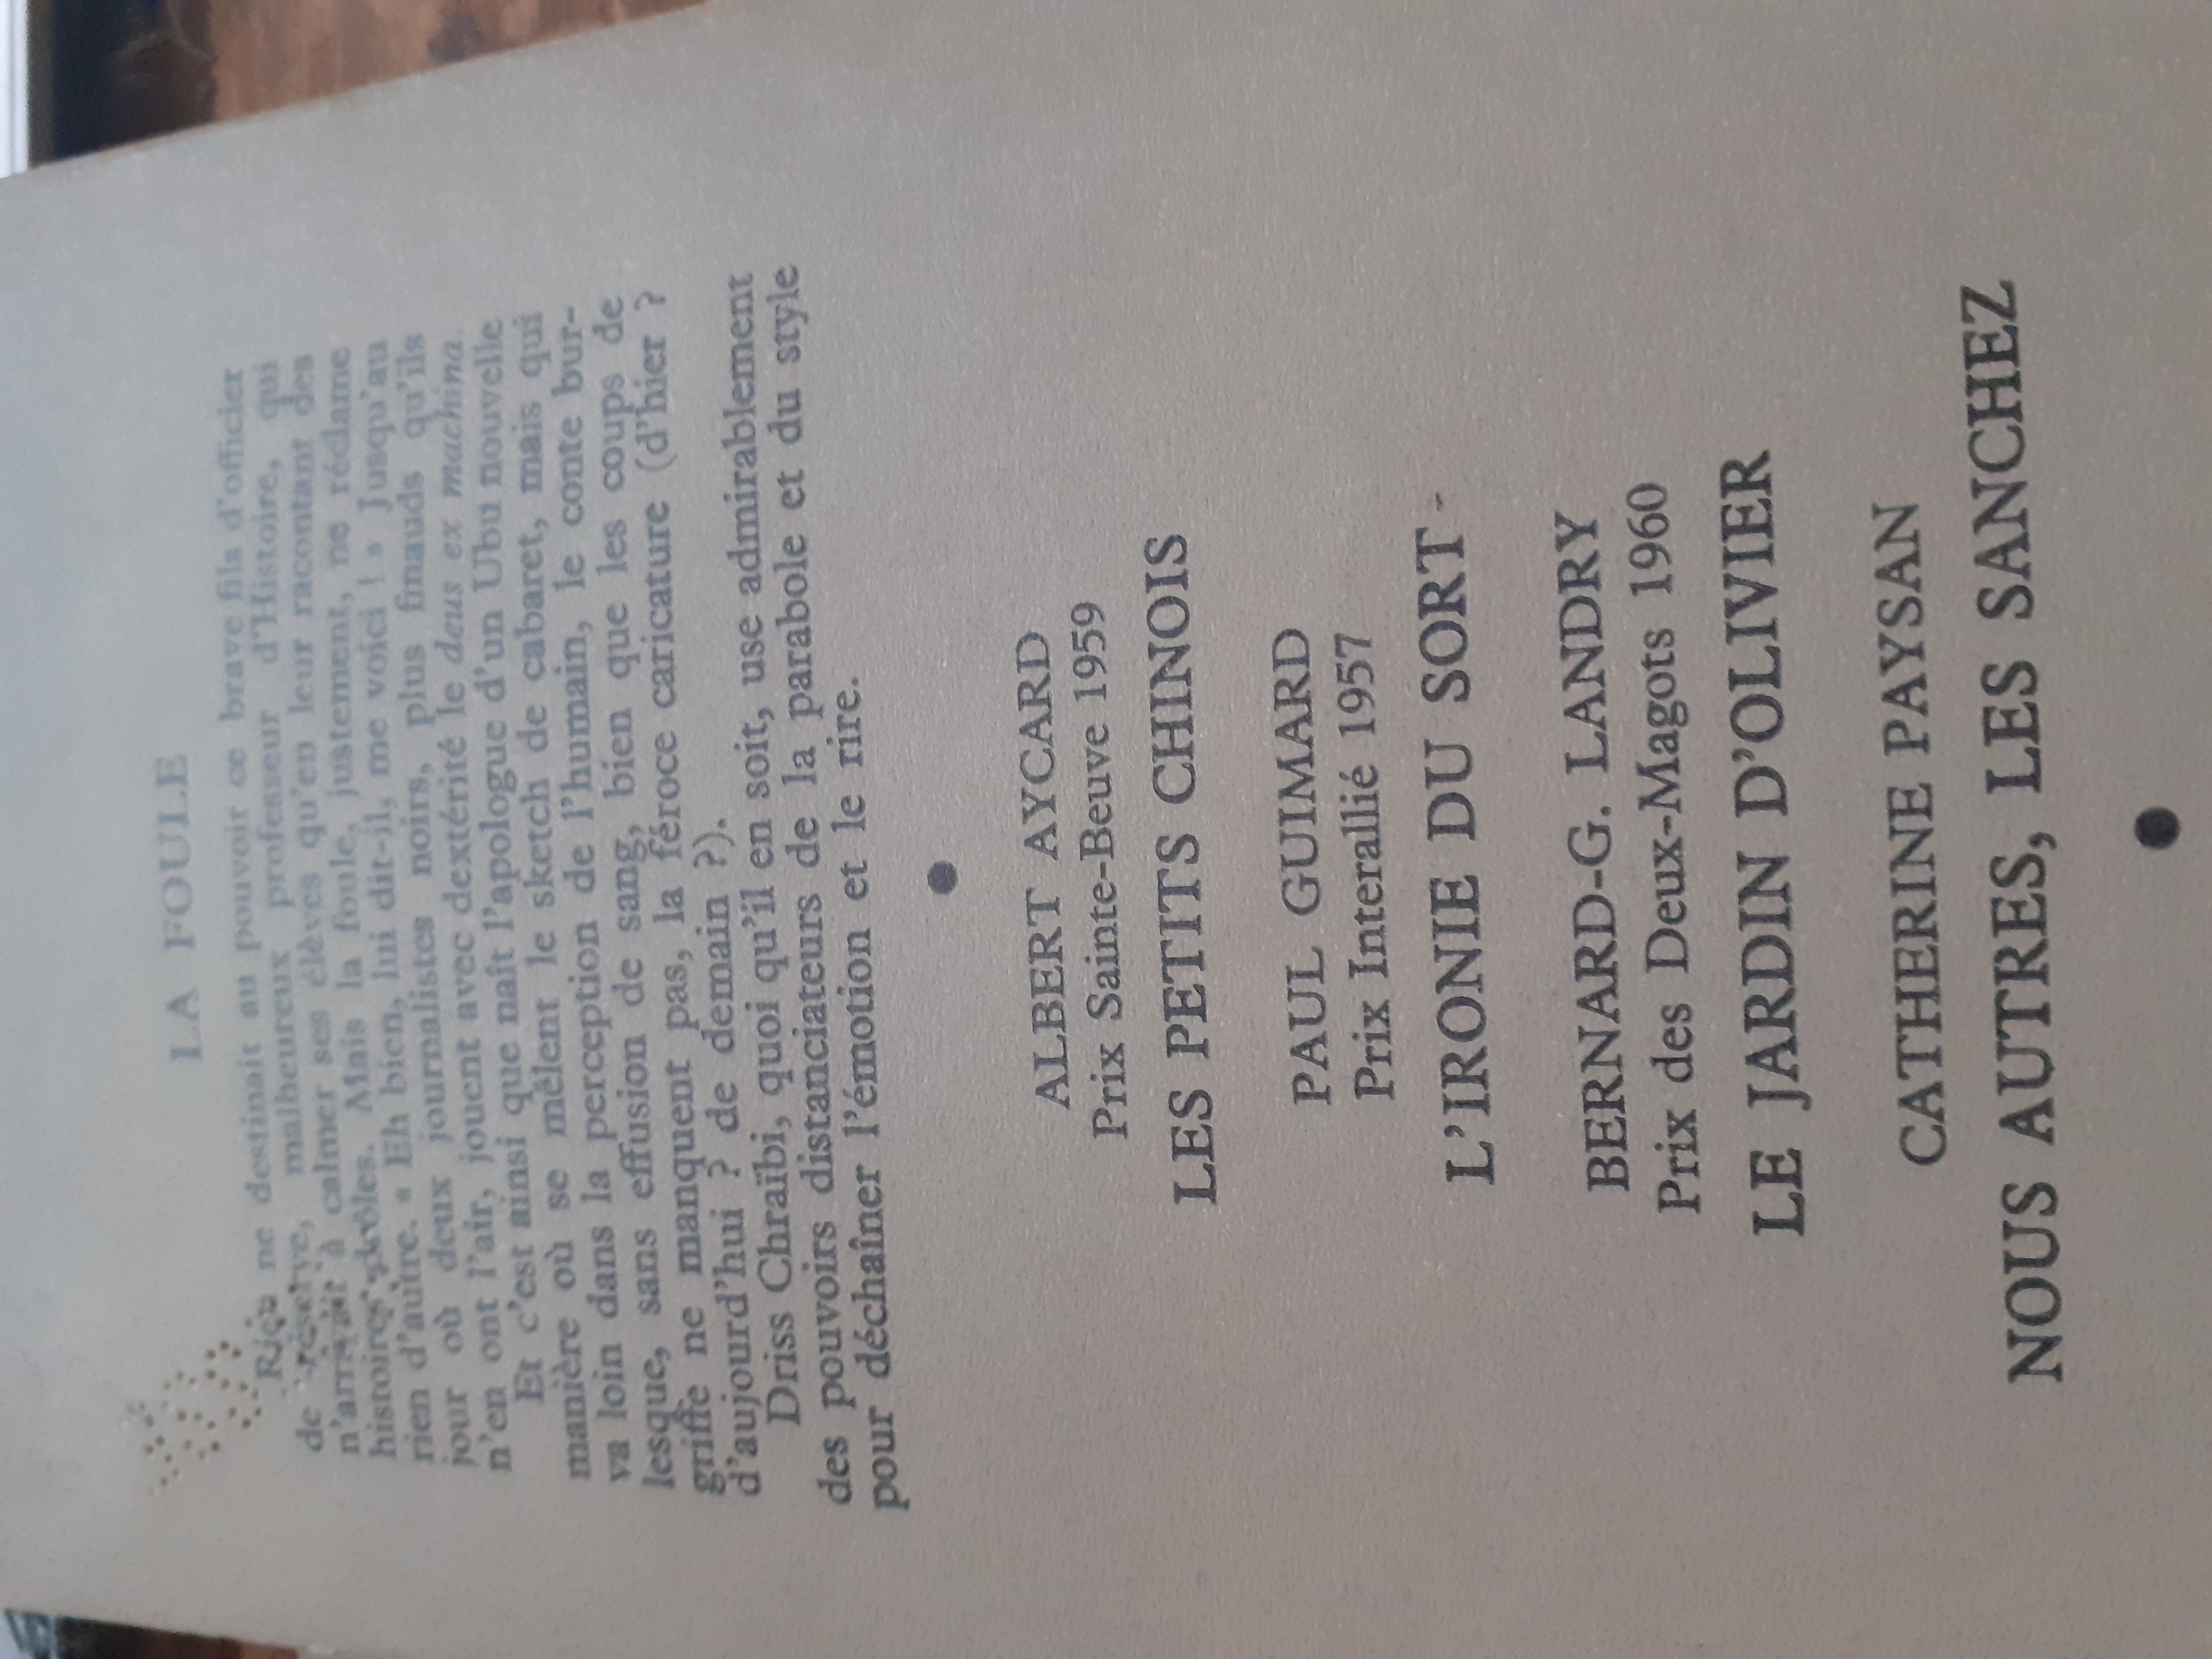 LA FOULE
Rien ne destinait au pouvoir ce brave fils d'officier
de réserve, malheureux professeur d'Histoire, qui
n'arrivait à calmer ses élèves qu'en leur racontant des
histoires drôles. Mais la foule, justement, ne réclame
rien d'autre. « Eh bien, lui dit-il, me voici ! » Jusqu'au
jour où deux journalistes noirs, plus finauds qu'ils
n'en ont l'air, jouent avec dextérité le deus ex machina.
Et c'est ainsi que naît l'apologue d'un Ubu nouvelle
manière où se mêlent le sketch de cabaret, mais qui
va loin dans la perception de l'humain, le conte bur-
lesque, sans effusion de sang, bien que les coups de
griffe ne manquent pas, la féroce caricature (d'hier ?
d'aujourd'hui ? de demain ?).
Driss Chraïbi, quoi qu'il en soit, use admirablement
des pouvoirs distanciateurs de la parabole et du style
pour déchaîner l'émotion et le rire.
ALBERT AYCARD
Prix Sainte-Beuve 1959
LES PETITS CHINOIS
PAUL GUIMARD
Prix Interallié 1957
L'IRONIE DU SORT
BERNARD-G. LANDRY
Prix des Deux-Magots 1960
LE JARDIN D'OLIVIER
CATHERINE PAYSAN
NOUS AUTRES, LES SANCHEZ